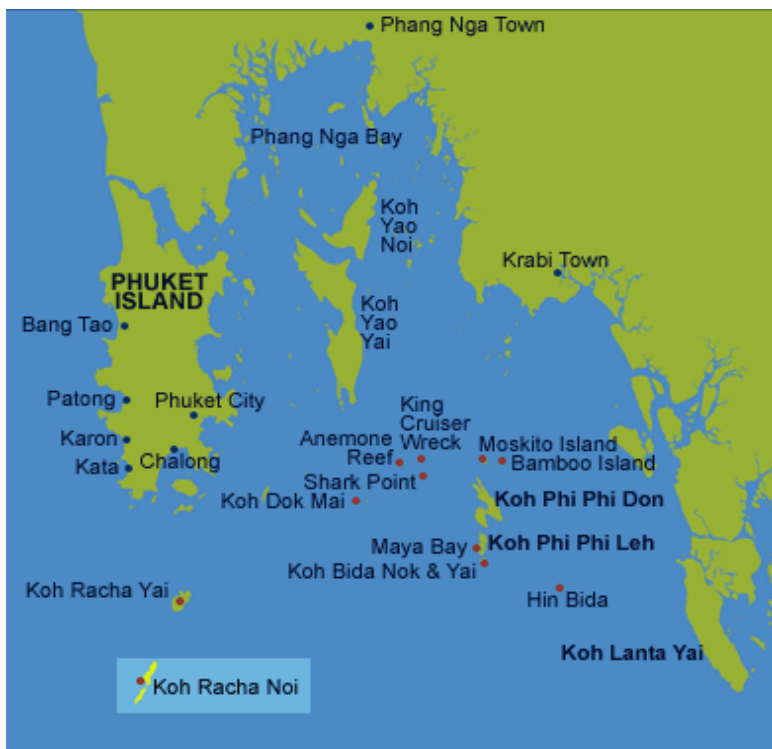 Phang Nga Town
Phang Nga Bay
Koh
Yao
Noi
Krabi Town
PHUKET
ISLAND
Bang Tao
Koh
Yao
Yai
Patong
Phuket City
King
Cruiser
Wreck
Karon
Anemone
Reef
Moskito Island
Kata
Chalong
Bamboo Island
Shark Point
Koh Dok Mai
Koh Phi Phi Don
Maya Bay
Koh Phi Phi Leh
Koh Bida Nok & Yai
Koh Racha Yai
Hin Bida
Koh Lanta Yai
Koh Racha Noi